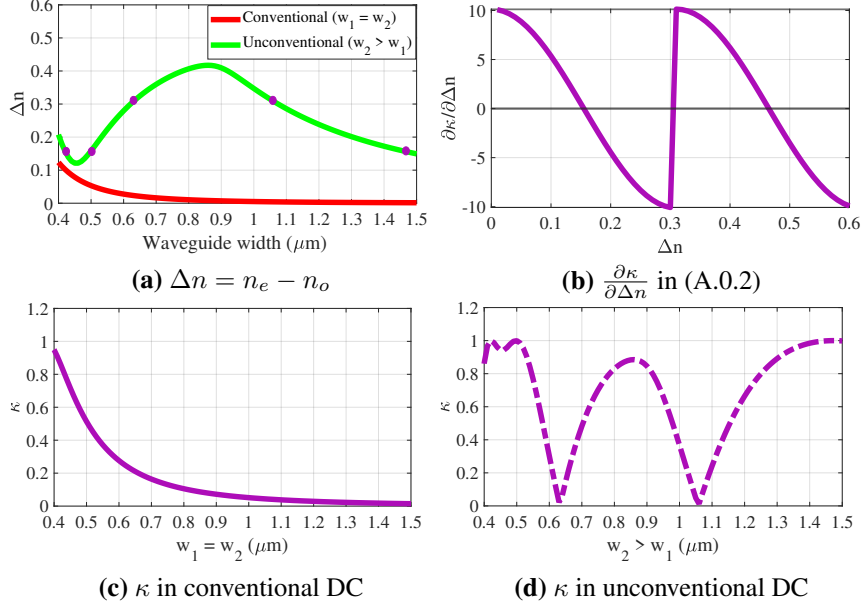 0.6
0.5
0.4
0.3
0.2
0.1
0
Δn
Conventional (w₁ = w₂)
Unconventional (w₂ > w₁)
0.4 0.5 0.6 0.7 0.8 0.9 1 1.1 1.2 1.3 1.4 1.5
Waveguide width (μm)
(a) Δn = nₑ − nₒ
10
5
0
-5
-10
∂κ/∂Δn
0 0.1 0.2 0.3 0.4 0.5 0.6
Δn
(b) ∂κ/∂Δn in (A.0.2)
1.2
1
0.8
0.6
0.4
0.2
0
κ
0.4 0.5 0.6 0.7 0.8 0.9 1 1.1 1.2 1.3 1.4 1.5
w₁ = w₂ (μm)
(c) κ in conventional DC
1.2
1
0.8
0.6
0.4
0.2
0
κ
0.4 0.5 0.6 0.7 0.8 0.9 1 1.1 1.2 1.3 1.4 1.5
w₂ > w₁ (μm)
(d) κ in unconventional DC